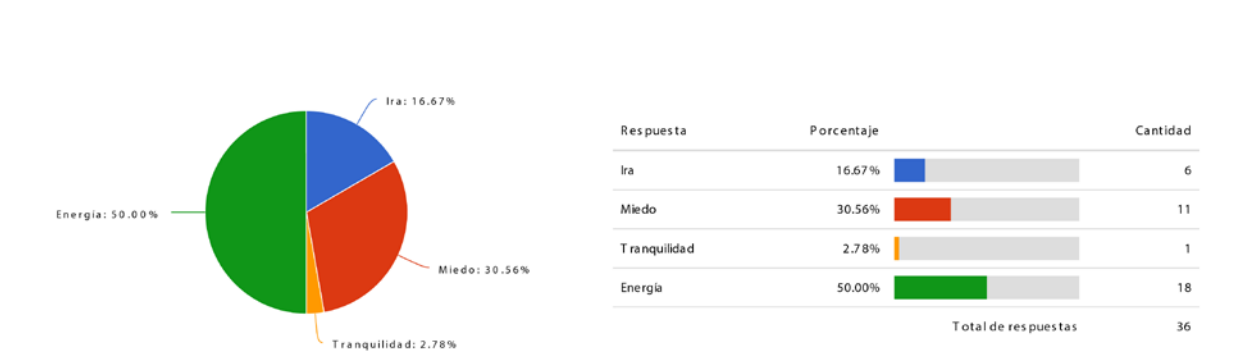 Ira: 16.67%
Energía: 50.00%
Miedo: 30.56%
Tranquilidad: 2.78%
Respuesta Porcentaje Cantidad
Ira 16.67% 6
Miedo 30.56% 11
Tranquilidad 2.78% 1
Energía 50.00% 18
Total de respuestas 36